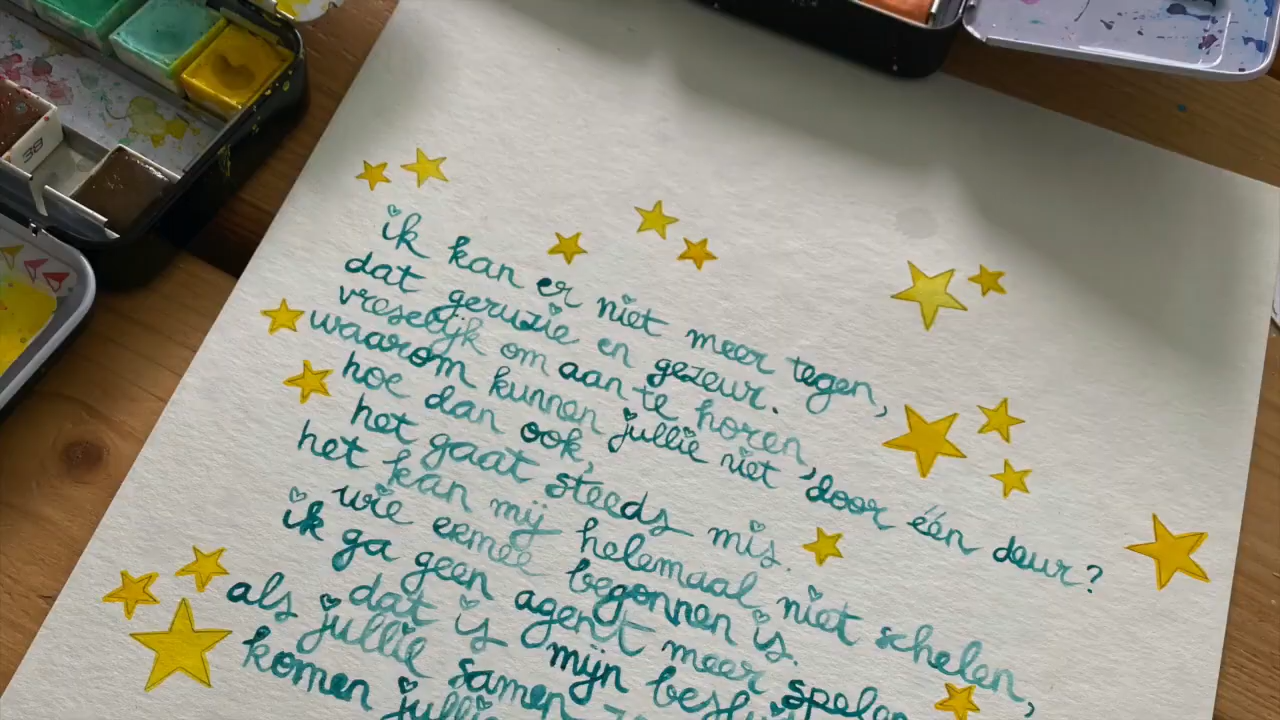 38
ik kan er niet meer tegen,
dat geruzie en gezeur.
vreselijk om aan te horen,
waarom kunnen jullie niet door één deur?
hoe dan ook,
het gaat steeds mis.
het kan mij helemaal niet schelen,
wie ermee begonnen is.
ik ga geen agent meer spelen
dat is mijn
als jullie samen
komen jullie